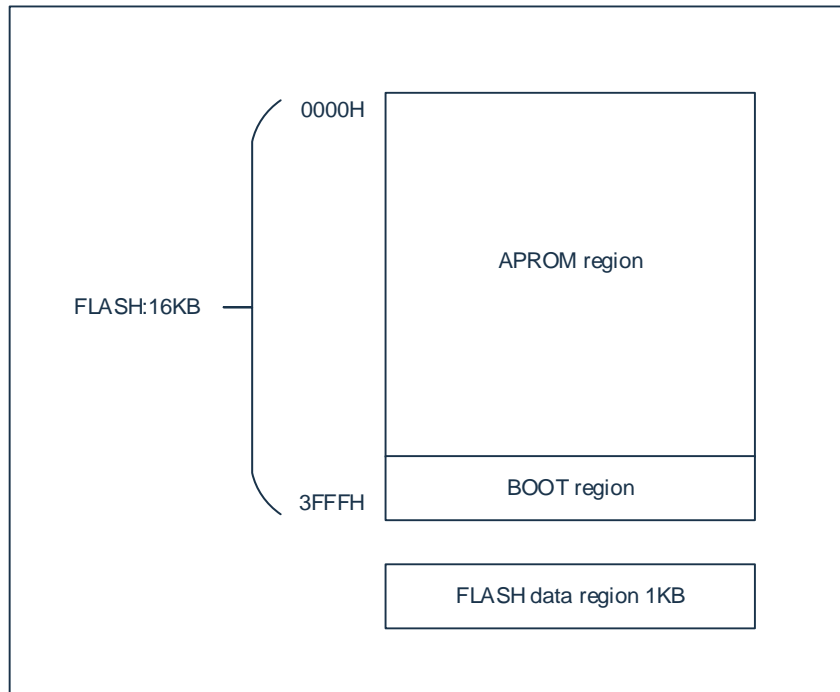 0000H
APROM region
FLASH:16KB
BOOT region
3FFFH
FLASH data region 1KB